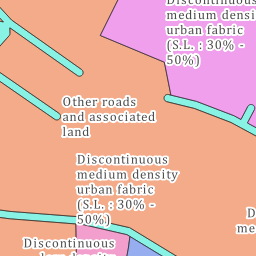 Discontinuous
medium density
urban fabric
(S.L. : 30% -
50%)
Other roads
and associated
land
Discontinuous
medium density
urban fabric
(S.L. : 30% -
50%)
Discontinuous